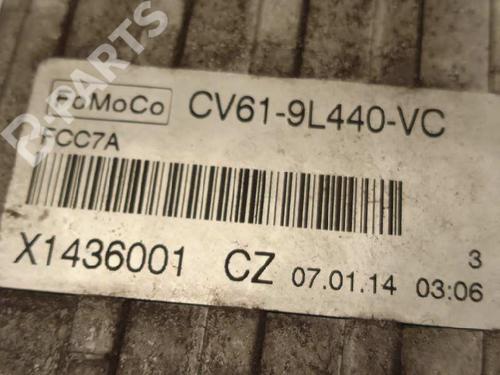 B-PARTS
FoMoCo CV61-9L440-VC
FCC7A
3
X1436001 CZ 07.01.14 03:06